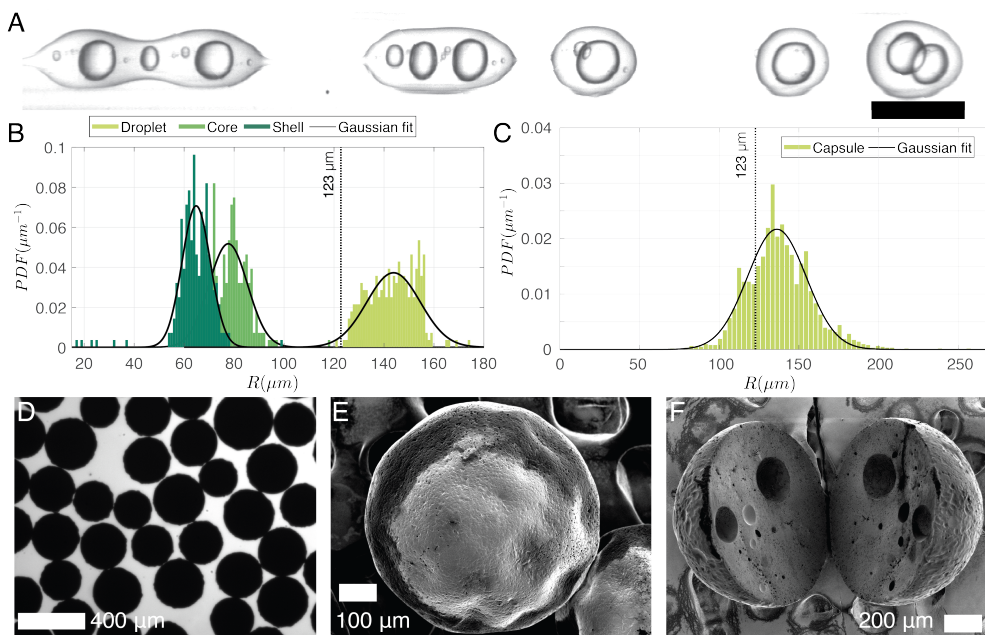 A
B
Droplet Core Shell Gaussian fit
0.1
0.08
0.06
0.04
0.02
0
PDF(μm⁻¹)
123 μm
20 40 60 80 100 120 140 160 180
R(μm)
C
Capsule Gaussian fit
0.04
0.03
0.02
0.01
0
PDF(μm⁻¹)
123 μm
0 50 100 150 200 250
R(μm)
D
400 μm
E
100 μm
F
200 μm